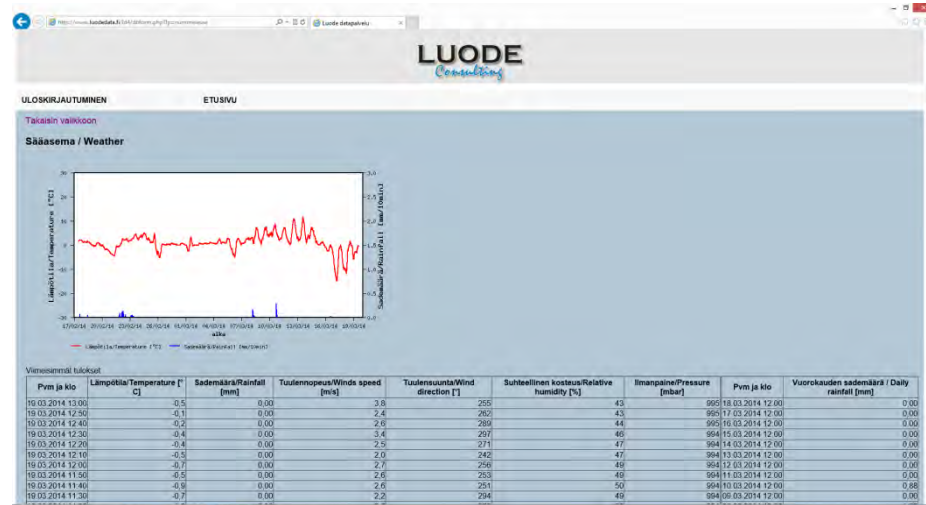 Luode datapalvelu
LUODE
Consulting
ULOSKIRJAUTUMINEN ETUSIVU
Takaisin valikkoon
Sääasema / Weather
Lämpötila/Temperature [°C]
Sademäärä/Rainfall [mm/10min]
aika
Lämpötila/Temperature [°C] Sademäärä/Rainfall [mm/10min]
Viimeisimmät tulokset
Pvm ja klo Lämpötila/Temperature [°C] Sademäärä/Rainfall [mm] Tuulennopeus/Winds speed [m/s] Tuulensuunta/Wind direction [°] Suhteellinen kosteus/Relative humidity [%] Ilmanpaine/Pressure [mbar] Pvm ja klo Vuorokauden sademäärä / Daily rainfall [mm]
19.03.2014 13:00 -0,5 0,00 3,8 255 43 995 18.03.2014 12:00 0,00
19.03.2014 12:50 -0,1 0,00 2,4 262 43 995 17.03.2014 12:00 0,00
19.03.2014 12:40 -0,2 0,00 2,6 289 44 995 16.03.2014 12:00 0,00
19.03.2014 12:30 -0,4 0,00 3,4 297 46 994 15.03.2014 12:00 0,00
19.03.2014 12:20 -0,4 0,00 2,5 271 47 994 14.03.2014 12:00 0,00
19.03.2014 12:10 -0,5 0,00 2,0 242 47 994 13.03.2014 12:00 0,00
19.03.2014 12:00 -0,7 0,00 2,7 256 49 994 12.03.2014 12:00 0,00
19.03.2014 11:50 -0,5 0,00 2,6 253 49 994 11.03.2014 12:00 0,00
19.03.2014 11:40 -0,9 0,00 2,6 251 50 994 10.03.2014 12:00 0,68
19.03.2014 11:30 -0,7 0,00 2,2 294 49 994 09.03.2014 12:00 0,00